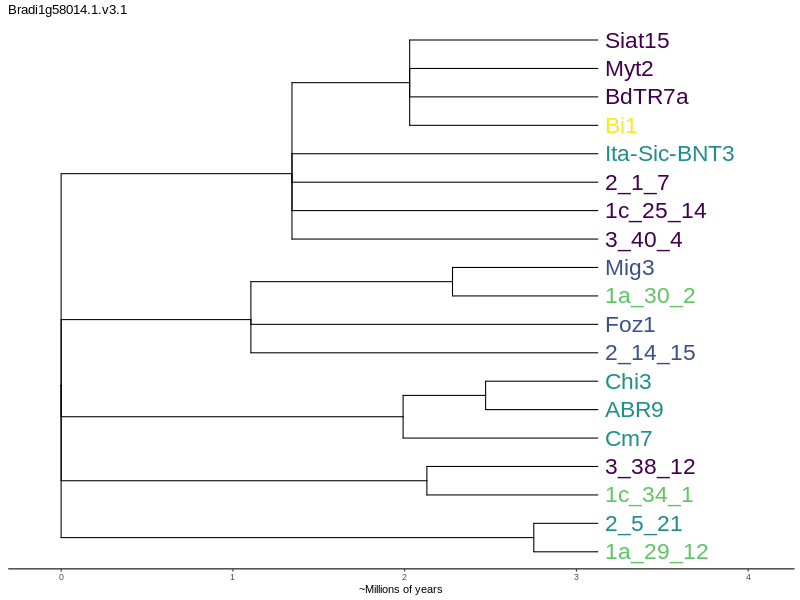 Bradi1g58014.1.v3.1
Siat15
Myt2
BdTR7a
Bi1
Ita-Sic-BNT3
2_1_7
1c_25_14
3_40_4
Mig3
1a_30_2
Foz1
2_14_15
Chi3
ABR9
Cm7
3_38_12
1c_34_1
2_5_21
1a_29_12
0 1 2 3 4
~Millions of years